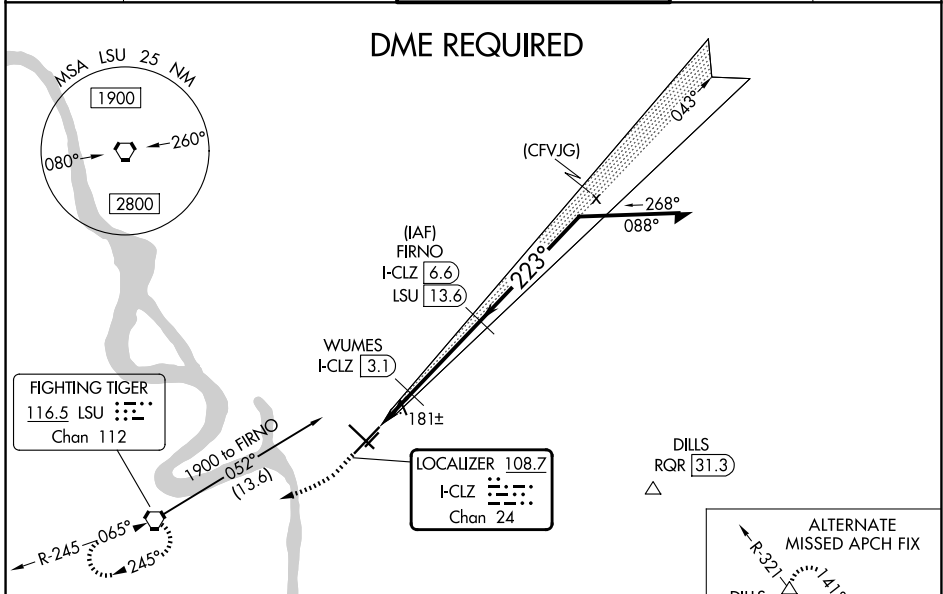 DME REQUIRED
MSA LSU 25 NM
1900
080°
260°
2800
043°
(CFVJG)
268°
088°
223°
(IAF)
FIRNO
I-CLZ 6.6
LSU 13.6
WUMES
I-CLZ 3.1
181±
FIGHTING TIGER
116.5 LSU
Chan 112
1900 to FIRNO
052°
(13.6)
LOCALIZER 108.7
I-CLZ
Chan 24
DILLS
RQR 31.3
R-245
065°
245°
ALTERNATE
MISSED APCH FIX
R-321
141°
DILLS